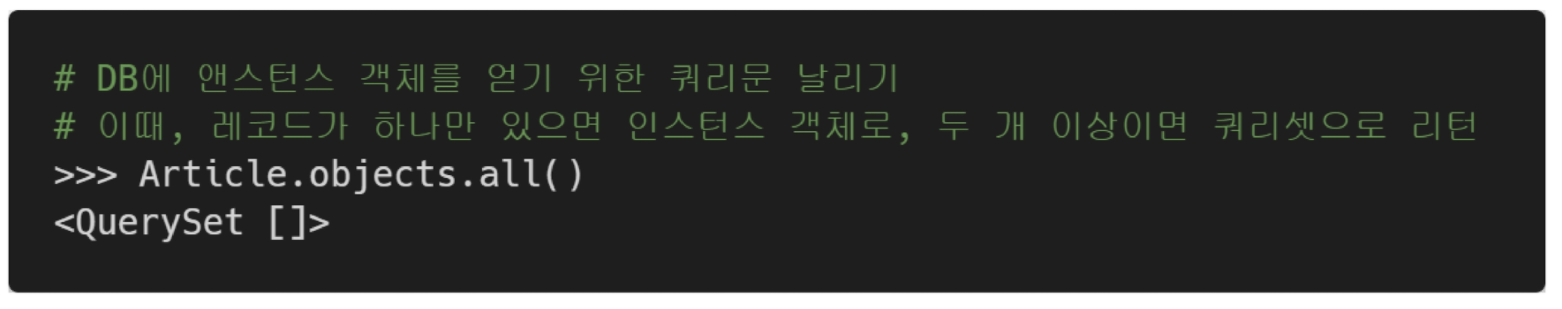 # DB에 앤스턴스 객체를 얻기 위한 쿼리문 날리기
# 이때, 레코드가 하나만 있으면 인스턴스 객체로, 두 개 이상이면 쿼리셋으로 리턴
>>> Article.objects.all()
<QuerySet []>